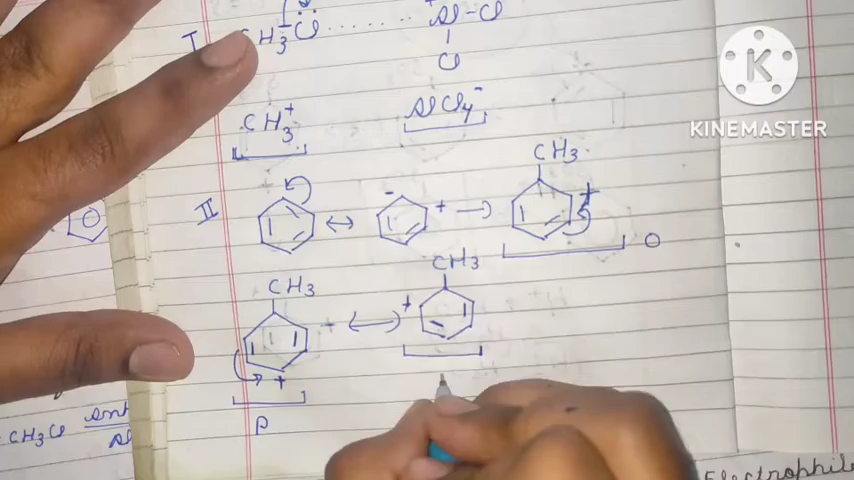 I CH3 Cl ........ Al-Cl
Cl
CH3+ AlCl4-
CH3
II
O
CH3 CH3
P
CH3Cl
Electrophile
K
KINEMASTER